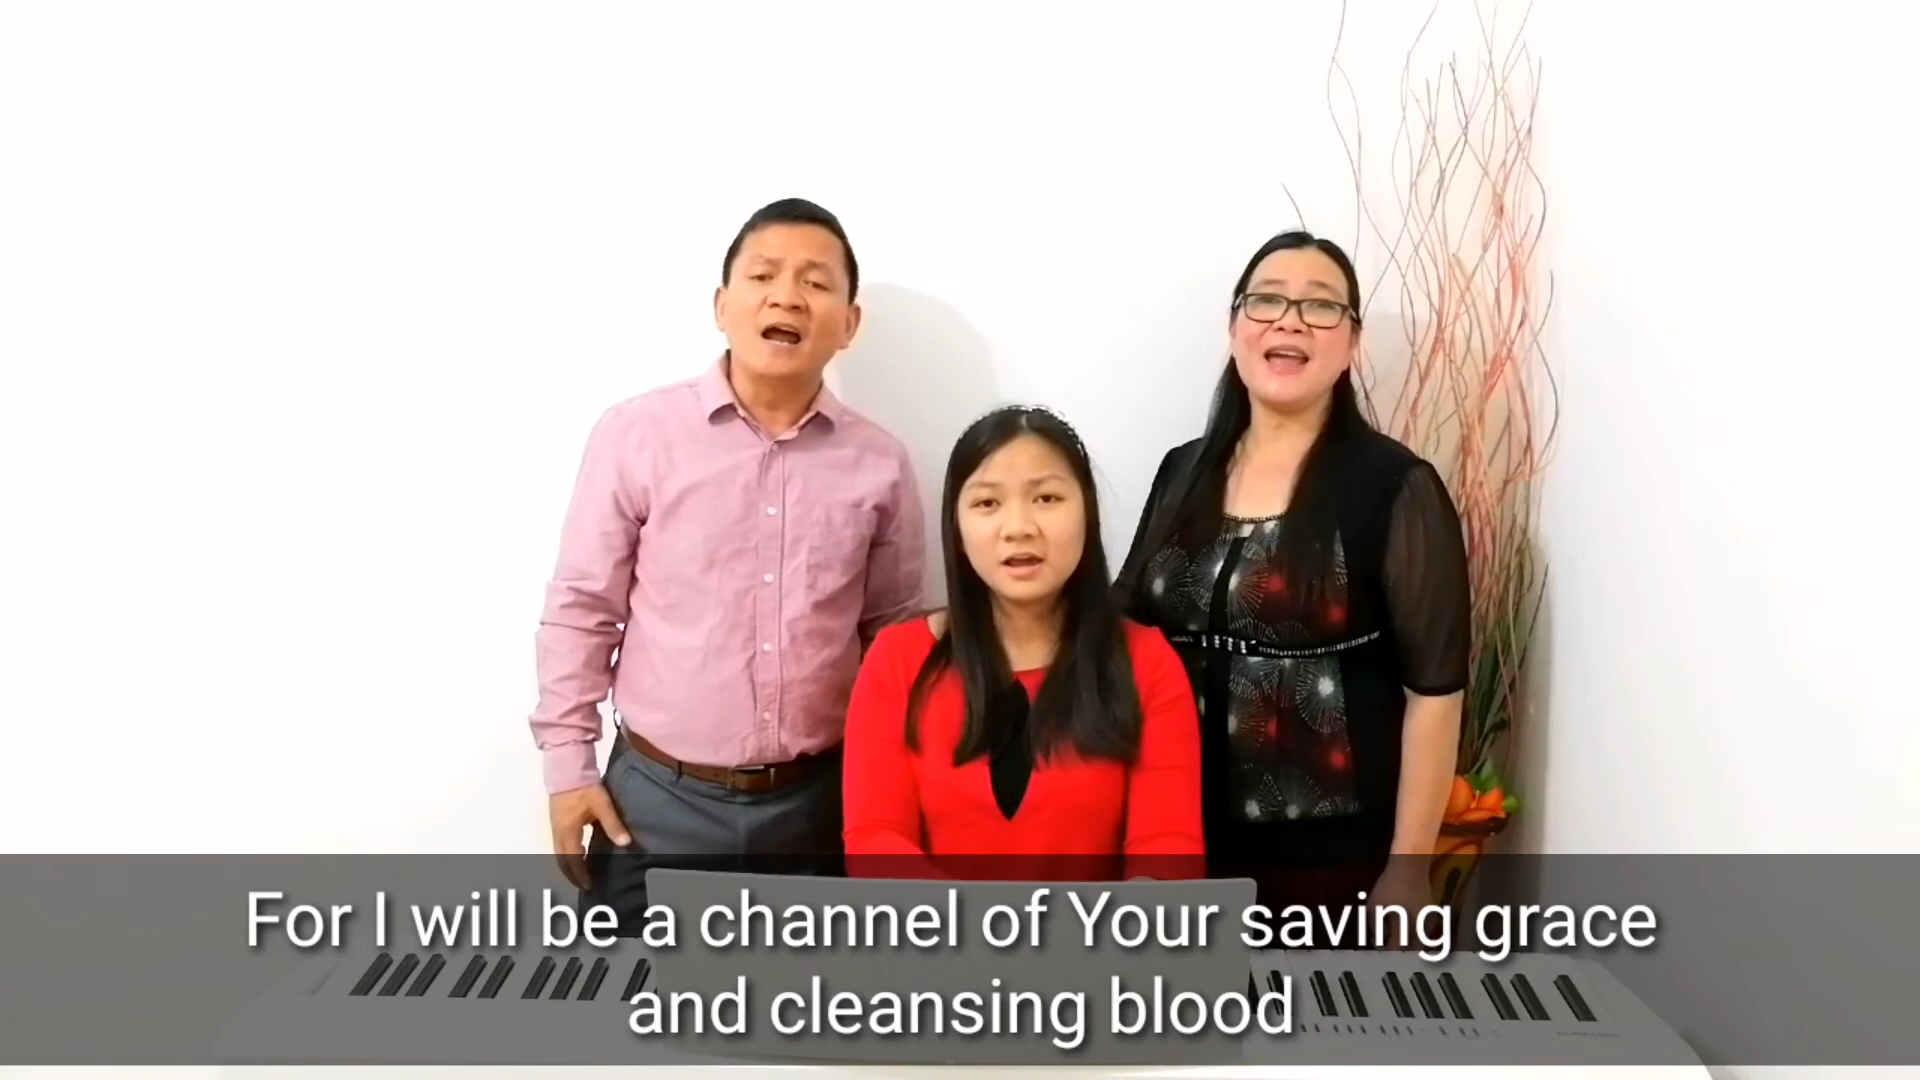 For I will be a channel of Your saving grace
and cleansing blood